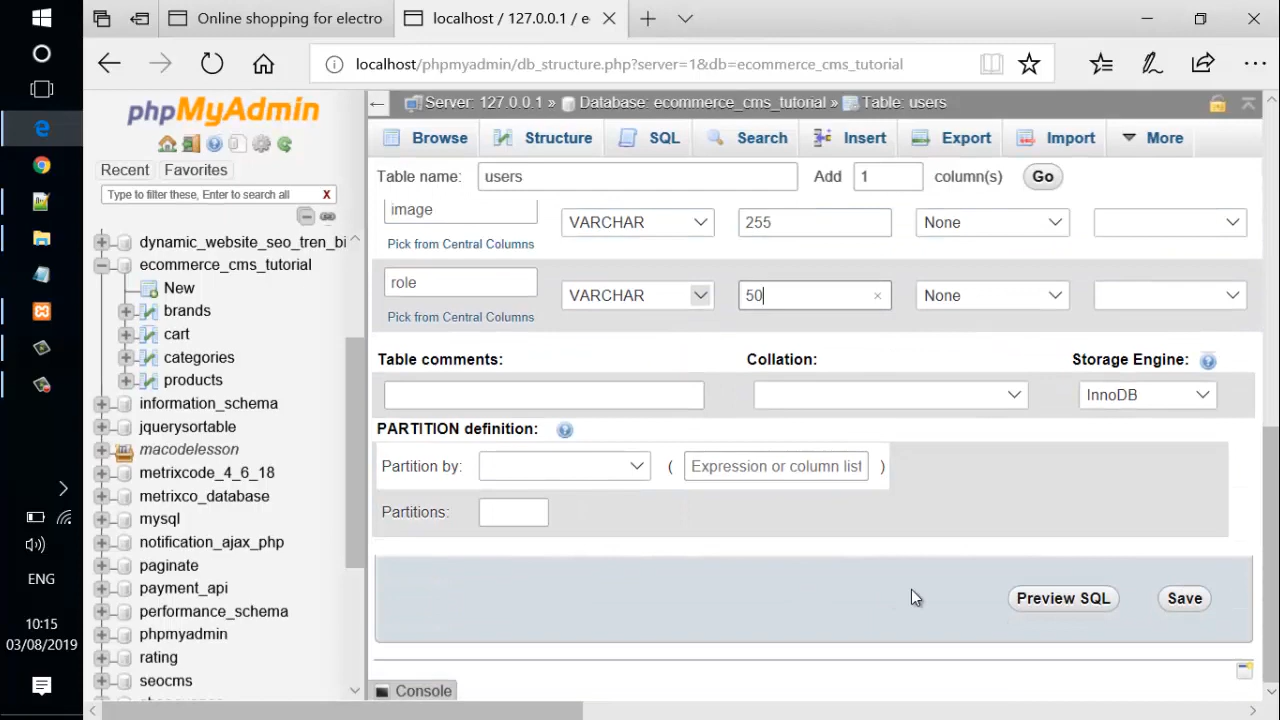 Online shopping for electro
localhost / 127.0.0.1 / e
localhost/phpmyadmin/db_structure.php?server=1&db=ecommerce_cms_tutorial
phpMyAdmin
Recent Favorites
Type to filter these, Enter to search all X
dynamic_website_seo_tren_bi
ecommerce_cms_tutorial
New
brands
cart
categories
products
information_schema
jquerysortable
macodelesson
metrixcode_4_6_18
metrixco_database
mysql
notification_ajax_php
paginate
payment_api
performance_schema
phpmyadmin
rating
seocms
Server: 127.0.0.1 » Database: ecommerce_cms_tutorial » Table: users
Browse Structure SQL Search Insert Export Import More
Table name: users Add 1 column(s) Go
image VARCHAR 255 None
Pick from Central Columns
role VARCHAR 50 None
Pick from Central Columns
Table comments: Collation: Storage Engine:
InnoDB
PARTITION definition:
Partition by: ( Expression or column list )
Partitions:
Preview SQL Save
Console
ENG
10:15
03/08/2019